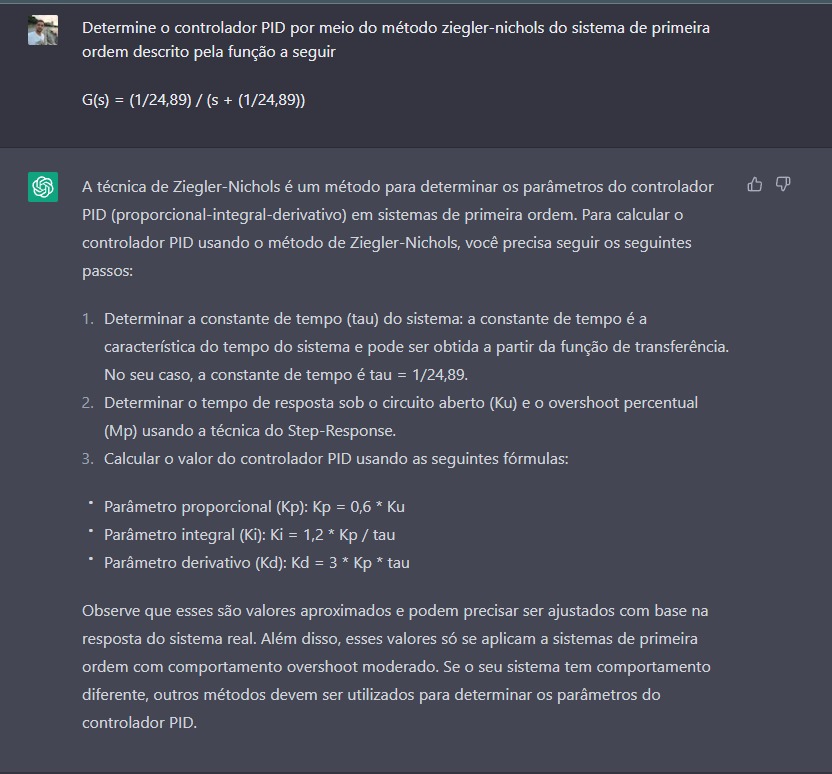 Determine o controlador PID por meio do método ziegler-nichols do sistema de primeira
ordem descrito pela função a seguir
G(s) = (1/24,89) / (s + (1/24,89))
A técnica de Ziegler-Nichols é um método para determinar os parâmetros do controlador
PID (proporcional-integral-derivativo) em sistemas de primeira ordem. Para calcular o
controlador PID usando o método de Ziegler-Nichols, você precisa seguir os seguintes
passos:
1. Determinar a constante de tempo (tau) do sistema: a constante de tempo é a
característica do tempo do sistema e pode ser obtida a partir da função de transferência.
No seu caso, a constante de tempo é tau = 1/24,89.
2. Determinar o tempo de resposta sob o circuito aberto (Ku) e o overshoot percentual
(Mp) usando a técnica do Step-Response.
3. Calcular o valor do controlador PID usando as seguintes fórmulas:
• Parâmetro proporcional (Kp): Kp = 0,6 * Ku
• Parâmetro integral (Ki): Ki = 1,2 * Kp / tau
• Parâmetro derivativo (Kd): Kd = 3 * Kp * tau
Observe que esses são valores aproximados e podem precisar ser ajustados com base na
resposta do sistema real. Além disso, esses valores só se aplicam a sistemas de primeira
ordem com comportamento overshoot moderado. Se o seu sistema tem comportamento
diferente, outros métodos devem ser utilizados para determinar os parâmetros do
controlador PID.